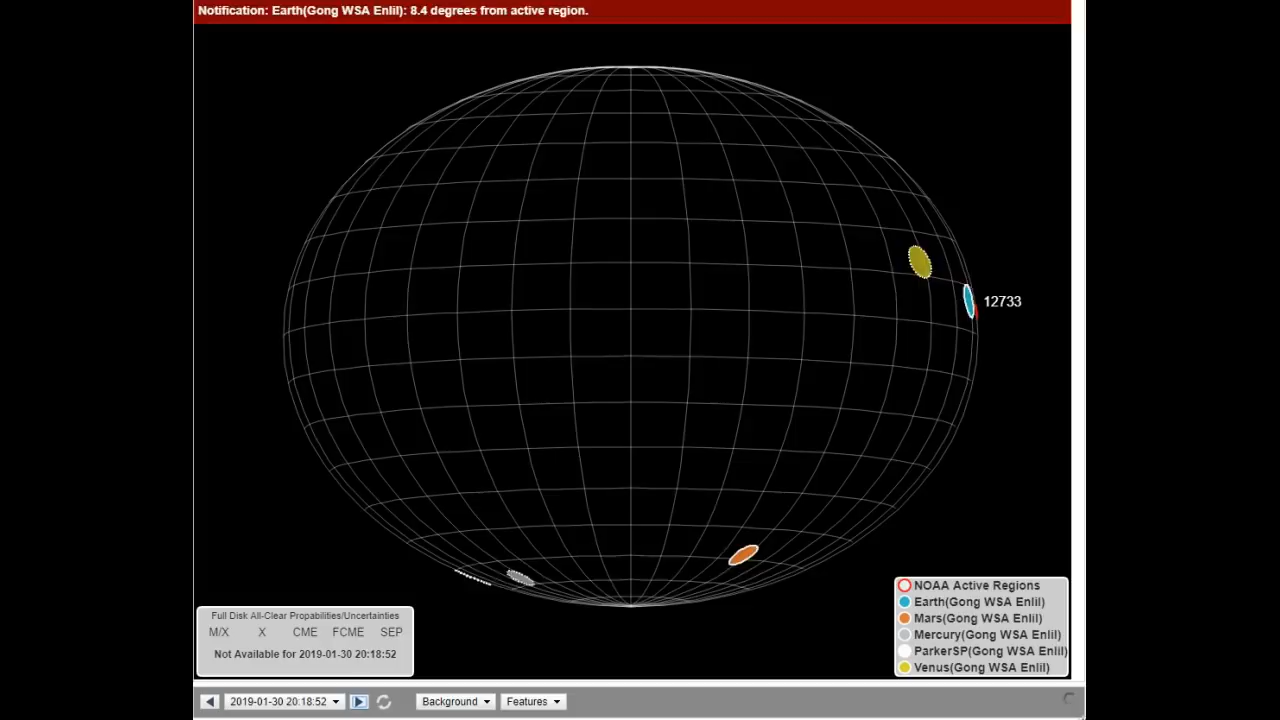 Notification: Earth(Gong WSA Enlil): 8.4 degrees from active region.
12733
NOAA Active Regions
Earth(Gong WSA Enlil)
Mars(Gong WSA Enlil)
Mercury(Gong WSA Enlil)
ParkerSP(Gong WSA Enlil)
Venus(Gong WSA Enlil)
Full Disk All-Clear Propabilities/Uncertainties
M/X X CME FCME SEP
Not Available for 2019-01-30 20:18:52
2019-01-30 20:18:52 Background Features